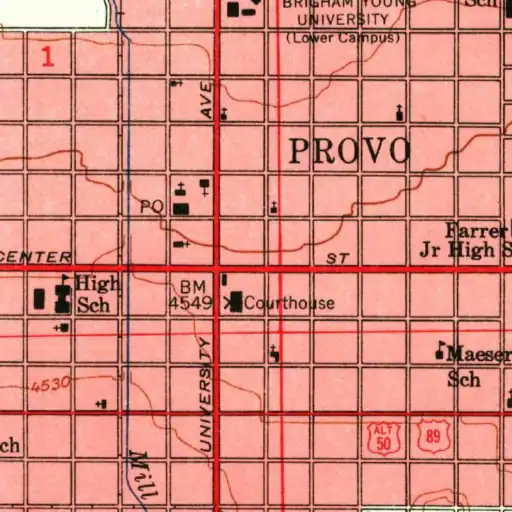 BRIGHAM YOUNG
UNIVERSITY
(Lower Campus)
Sch
1
AVE
PROVO
PO
Farrer
Jr High S
CENTER
ST
High
Sch
BM
4549
Courthouse
UNIVERSITY
Maeser
Sch
4530
ALT
50
89
ch
Mill